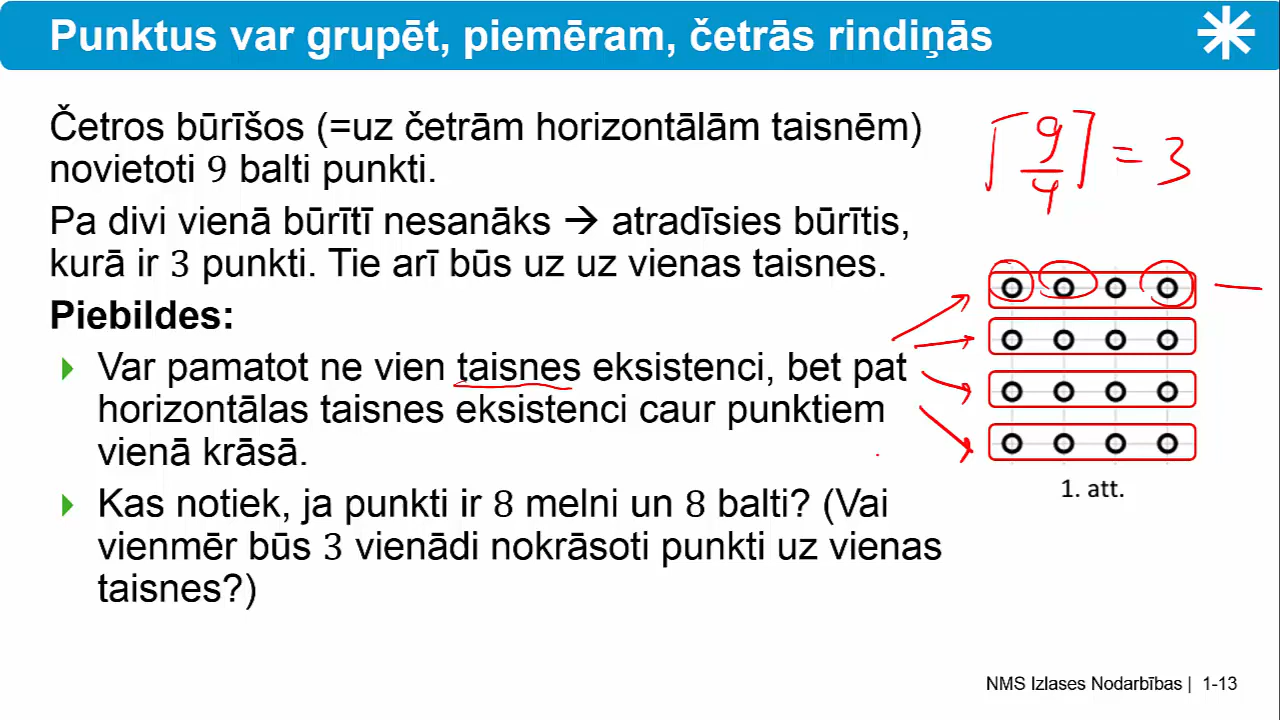 Punktus var grupēt, piemēram, četrās rindiņās
Četros būrīšos (=uz četrām horizontālām taisnēm)
novietoti 9 balti punkti.
Pa divi vienā būrītī nesanāks → atradīsies būrītis,
kurā ir 3 punkti. Tie arī būs uz uz vienas taisnes.
Piebildes:
Var pamatot ne vien taisnes eksistenci, bet pat
horizontālas taisnes eksistenci caur punktiem
vienā krāsā.
Kas notiek, ja punkti ir 8 melni un 8 balti? (Vai
vienmēr būs 3 vienādi nokrāsoti punkti uz vienas
taisnes?)
⌈9/4⌉ = 3
1. att.
NMS Izlases Nodarbības | 1-13